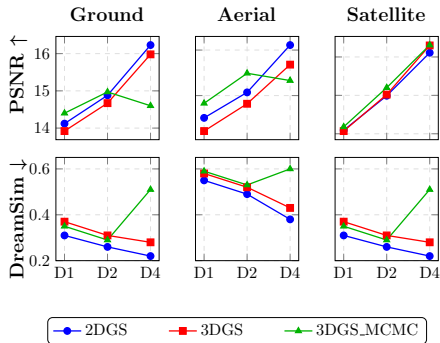 Ground Aerial Satellite
PSNR ↑
16
15
14
DreamSim ↓
0.6
0.4
0.2
D1 D2 D4 D1 D2 D4 D1 D2 D4
2DGS 3DGS 3DGS_MCMC